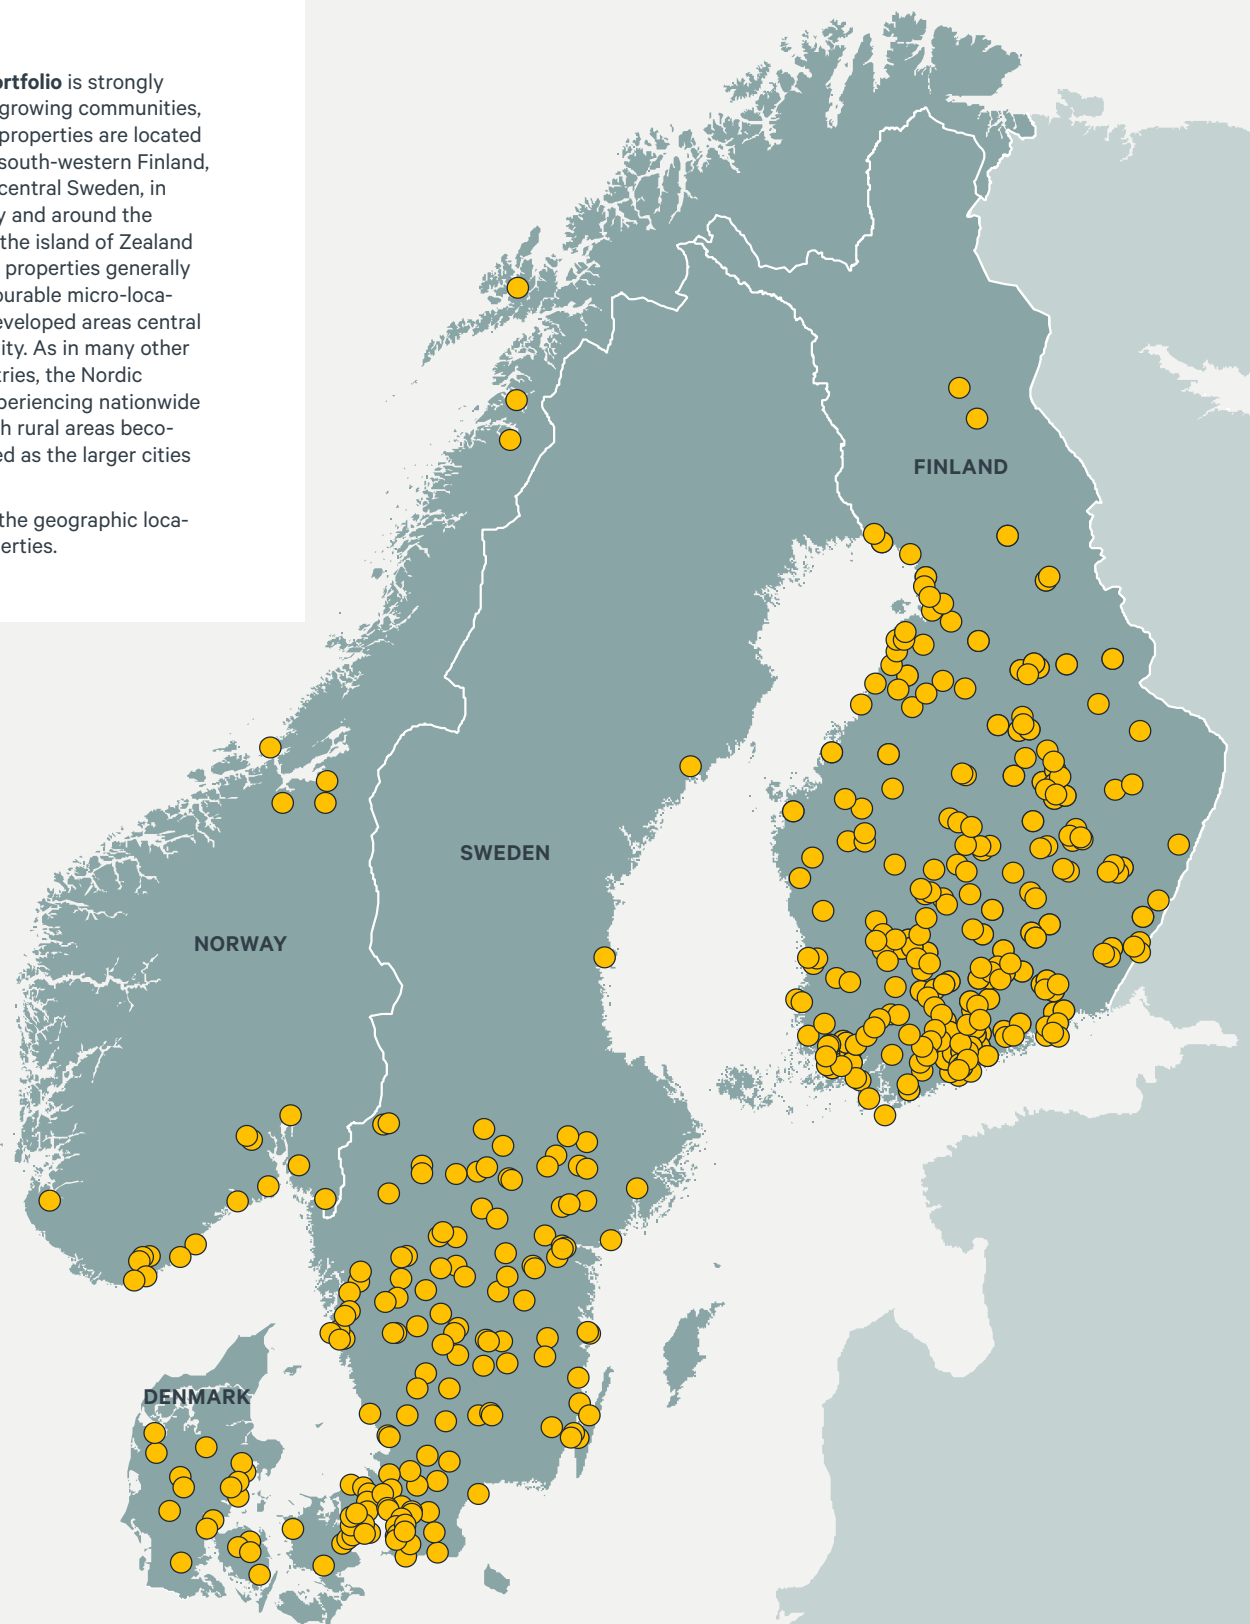 ortfolio is strongly
growing communities,
properties are located
south-western Finland,
central Sweden, in
y and around the
the island of Zealand
properties generally
ourable micro-loca-
eveloped areas central
ity. As in many other
tries, the Nordic
periencing nationwide
h rural areas beco-
ed as the larger cities
the geographic loca-
erties.
FINLAND
SWEDEN
NORWAY
DENMARK